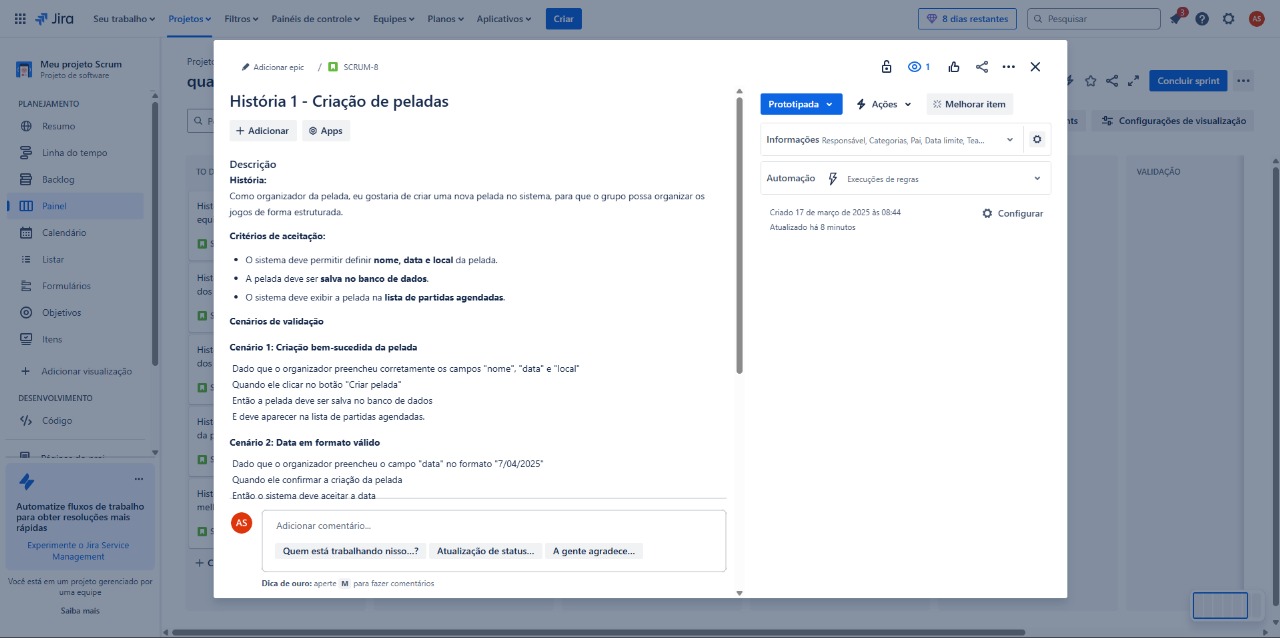 Jira
Seu trabalho
Projetos
Filtros
Painéis de controle
Equipes
Planos
Aplicativos
Criar
8 dias restantes
Pesquisar
3
AS
Meu projeto Scrum
Projeto de software
PLANEJAMENTO
Resumo
Linha do tempo
Backlog
Painel
Calendário
Listar
Formulários
Objetivos
Itens
Adicionar visualização
DESENVOLVIMENTO
Código
Automatize fluxos de trabalho
para obter resoluções mais
rápidas
Experimente o Jira Service
Management
Você está em um projeto gerenciado por
uma equipe
Saiba mais
Concluir sprint
Configurações de visualização
VALIDAÇÃO
Adicionar epic / SCRUM-8
História 1 - Criação de peladas
+ Adicionar
Apps
Descrição
História:
Como organizador da pelada, eu gostaria de criar uma nova pelada no sistema, para que o grupo possa organizar os
jogos de forma estruturada.
Critérios de aceitação:
• O sistema deve permitir definir nome, data e local da pelada.
• A pelada deve ser salva no banco de dados.
• O sistema deve exibir a pelada na lista de partidas agendadas.
Cenários de validação
Cenário 1: Criação bem-sucedida da pelada
Dado que o organizador preencheu corretamente os campos "nome", "data" e "local"
Quando ele clicar no botão "Criar pelada"
Então a pelada deve ser salva no banco de dados
E deve aparecer na lista de partidas agendadas.
Cenário 2: Data em formato válido
Dado que o organizador preencheu o campo "data" no formato "7/04/2025"
Quando ele confirmar a criação da pelada
Então o sistema deve aceitar a data
AS
Adicionar comentário...
Quem está trabalhando nisso...?
Atualização de status...
A gente agradece...
Dica de ouro: aperte M para fazer comentários
1
Prototipada
Ações
Melhorar item
Informações Responsável, Categorias, Pai, Data limite, Tea...
Automação
Execuções de regras
Criado 17 de março de 2025 às 08:44
Atualizado há 8 minutos
Configurar